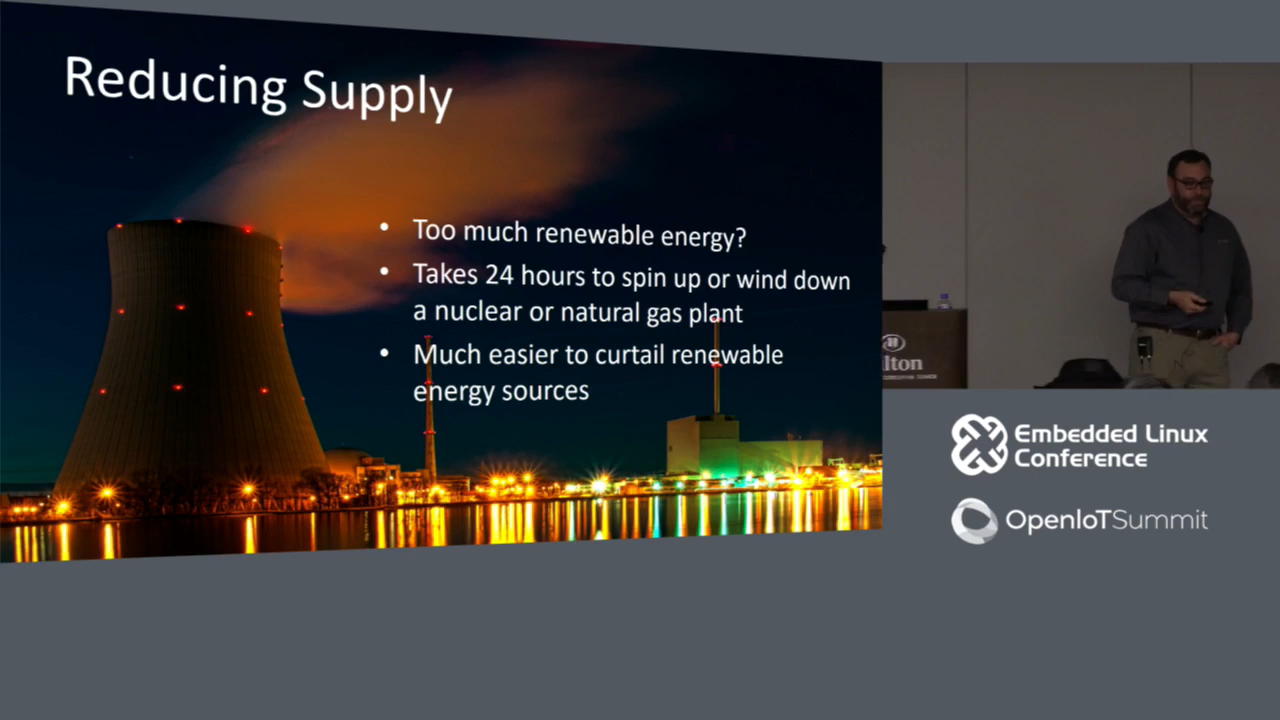 Reducing Supply
• Too much renewable energy?
• Takes 24 hours to spin up or wind down
a nuclear or natural gas plant
• Much easier to curtail renewable
energy sources
lton
Embedded Linux
Conference
OpenIoTSummit